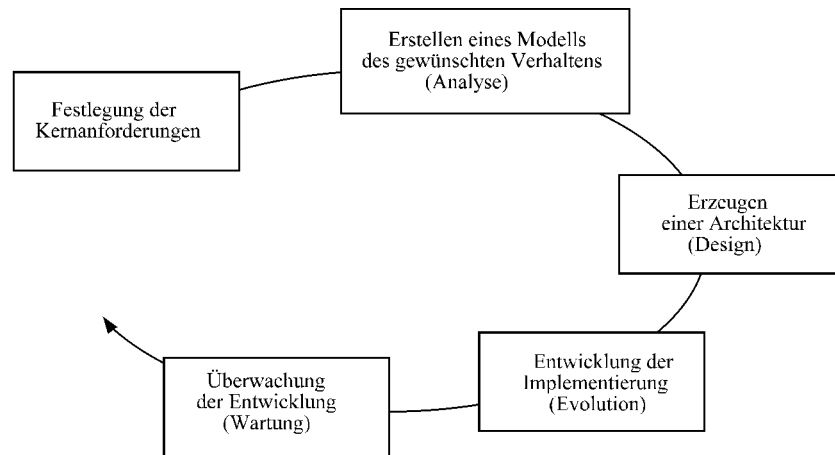 Festlegung der
Kernanforderungen
Erstellen eines Modells
des gewünschten Verhaltens
(Analyse)
Erzeugen
einer Architektur
(Design)
Entwicklung der
Implementierung
(Evolution)
Überwachung
der Entwicklung
(Wartung)